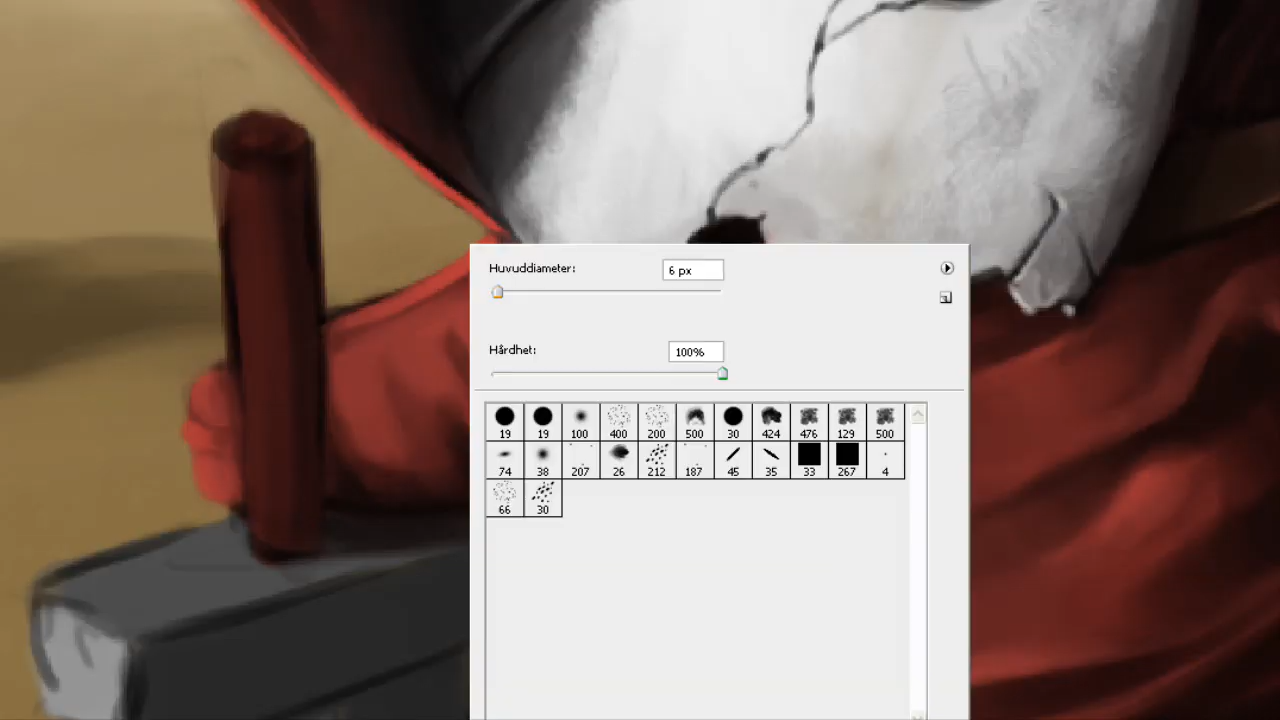 Huvuddiameter: 6 px
Hårdhet: 100%
19 19 100 400 200 500 30 424 476 129 500
74 38 207 26 212 187 45 35 33 267 4
66 30